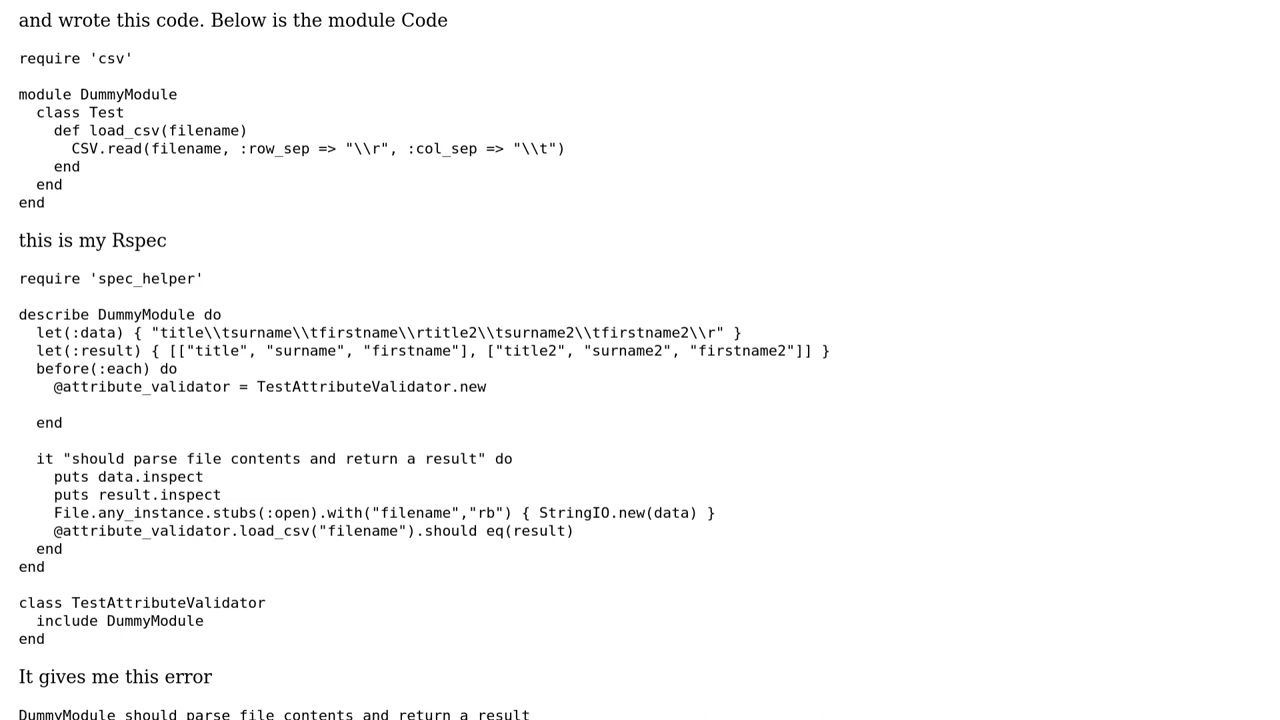 and wrote this code. Below is the module Code
require 'csv'
module DummyModule
  class Test
    def load_csv(filename)
      CSV.read(filename, :row_sep => "\\r", :col_sep => "\\t")
    end
  end
end
this is my Rspec
require 'spec_helper'
describe DummyModule do
  let(:data) { "title\\tsurname\\tfirstname\\rtitle2\\tsurname2\\tfirstname2\\r" }
  let(:result) { [["title", "surname", "firstname"], ["title2", "surname2", "firstname2"]] }
  before(:each) do
    @attribute_validator = TestAttributeValidator.new
  end
  it "should parse file contents and return a result" do
    puts data.inspect
    puts result.inspect
    File.any_instance.stubs(:open).with("filename","rb") { StringIO.new(data) }
    @attribute_validator.load_csv("filename").should eq(result)
  end
end
class TestAttributeValidator
  include DummyModule
end
It gives me this error
DummyModule should parse file contents and return a result